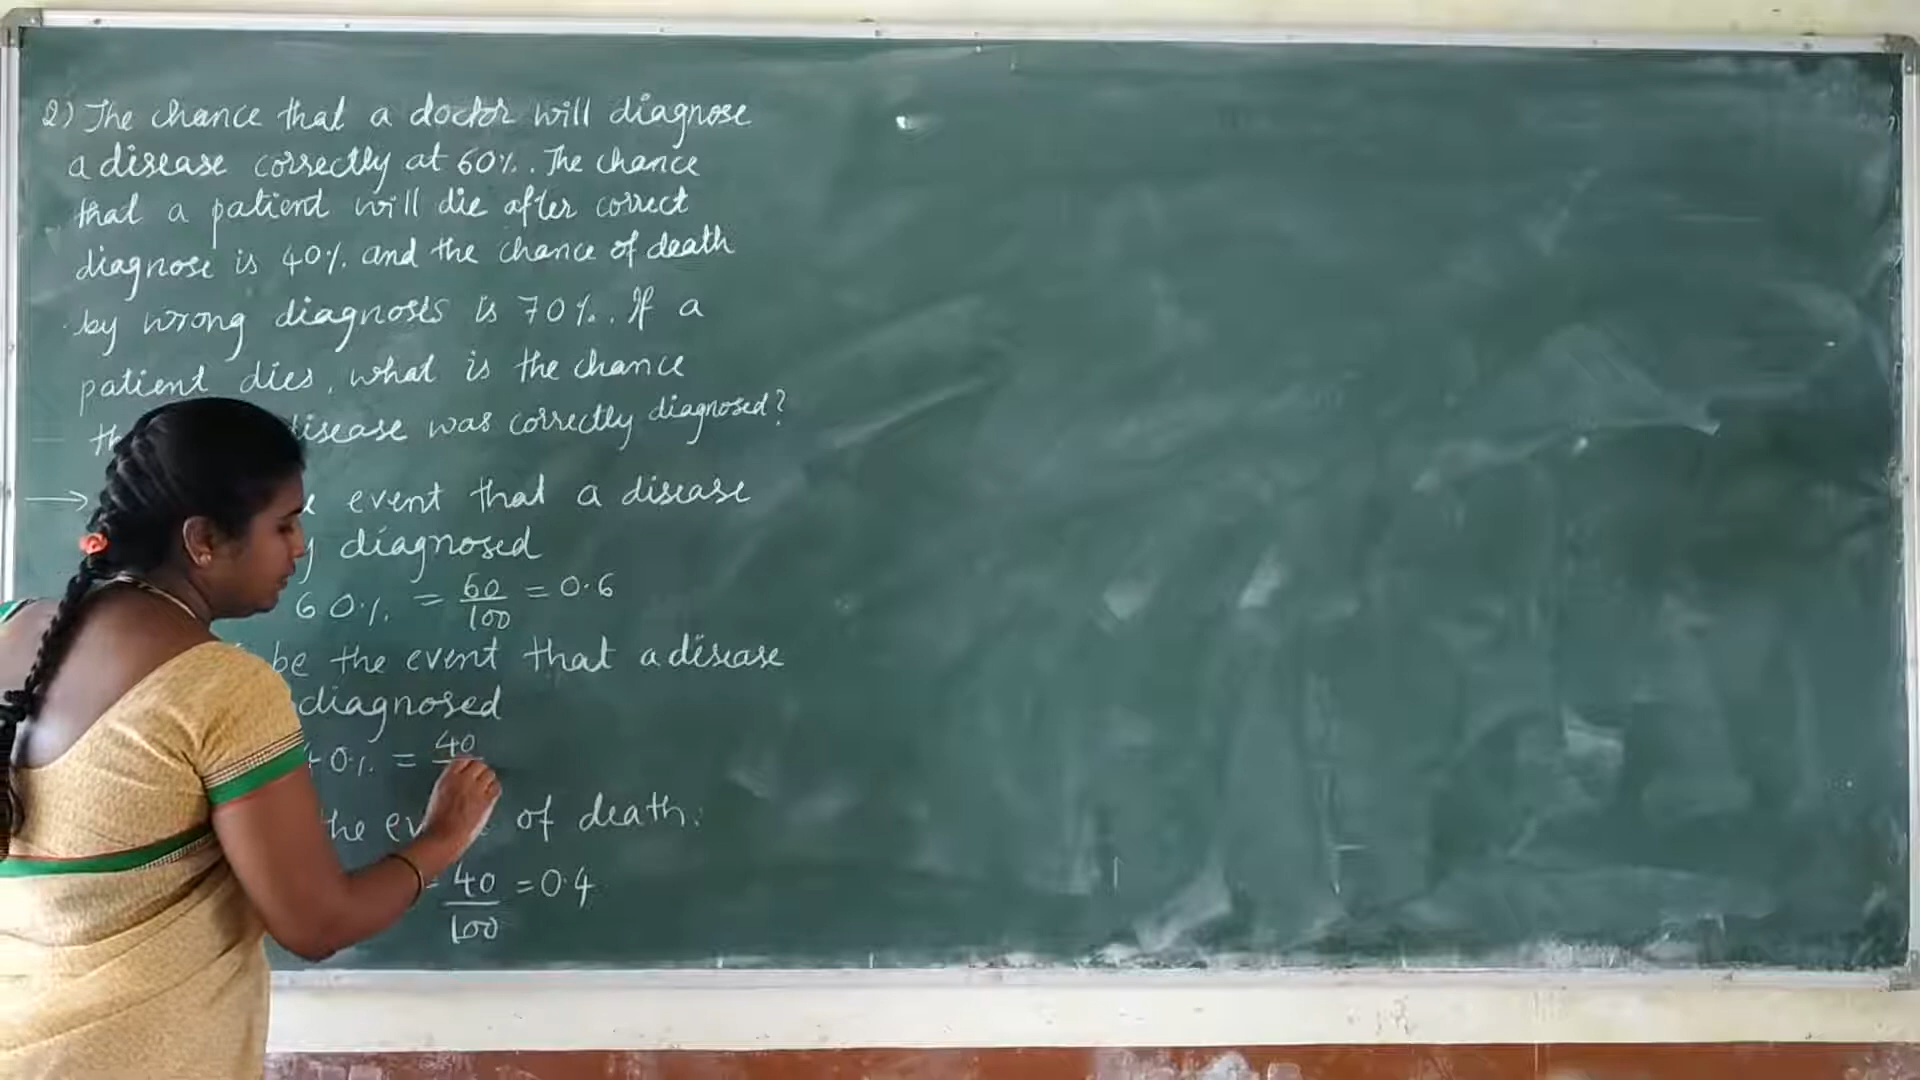 2) The chance that a doctor will diagnose
a disease correctly at 60%. The chance
that a patient will die after correct
diagnose is 40%. and the chance of death
by wrong diagnosis is 70%. If a
patient dies, what is the chance
disease was correctly diagnosed?
→ event that a disease
diagnosed
60%. = 60/100 = 0.6
be the event that a disease
diagnosed
40%. = 40
the of death.
= 40/100 = 0.4